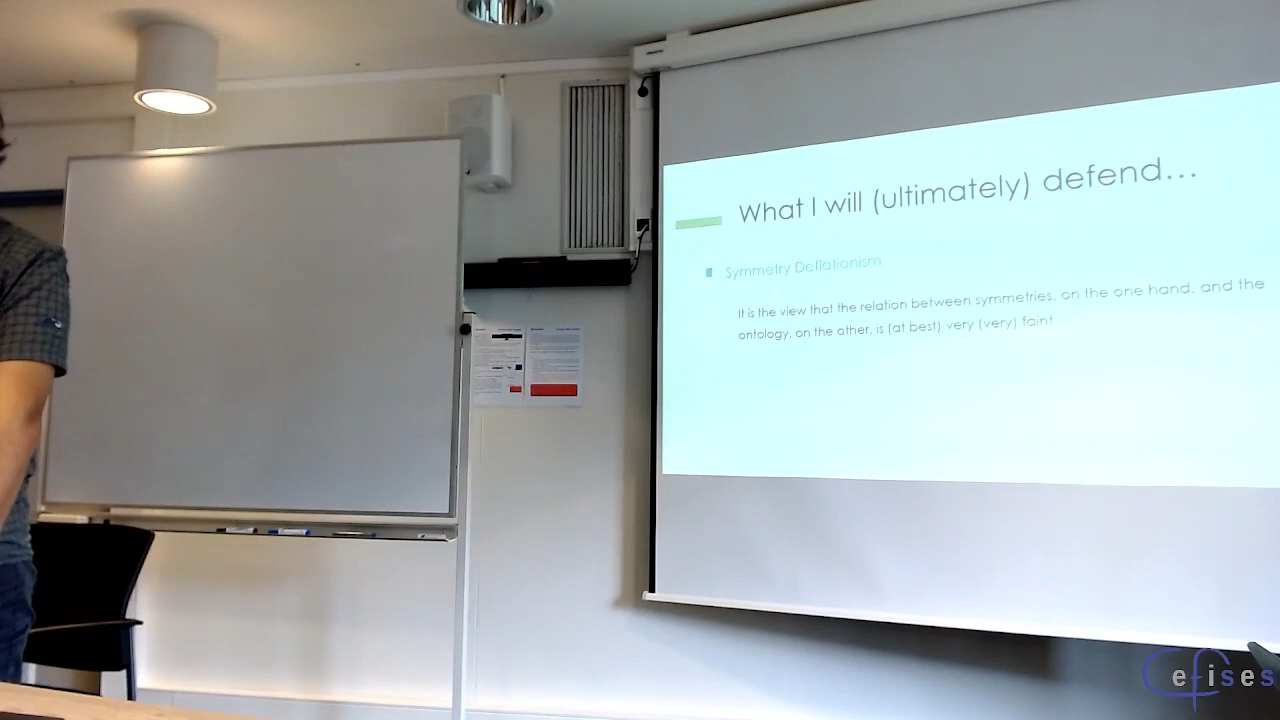 What I will (ultimately) defend...
Symmetry Deflationism
It is the view that the relation between symmetries, on the one hand, and the
ontology, on the other, is (at best) very (very) faint.
Cefises